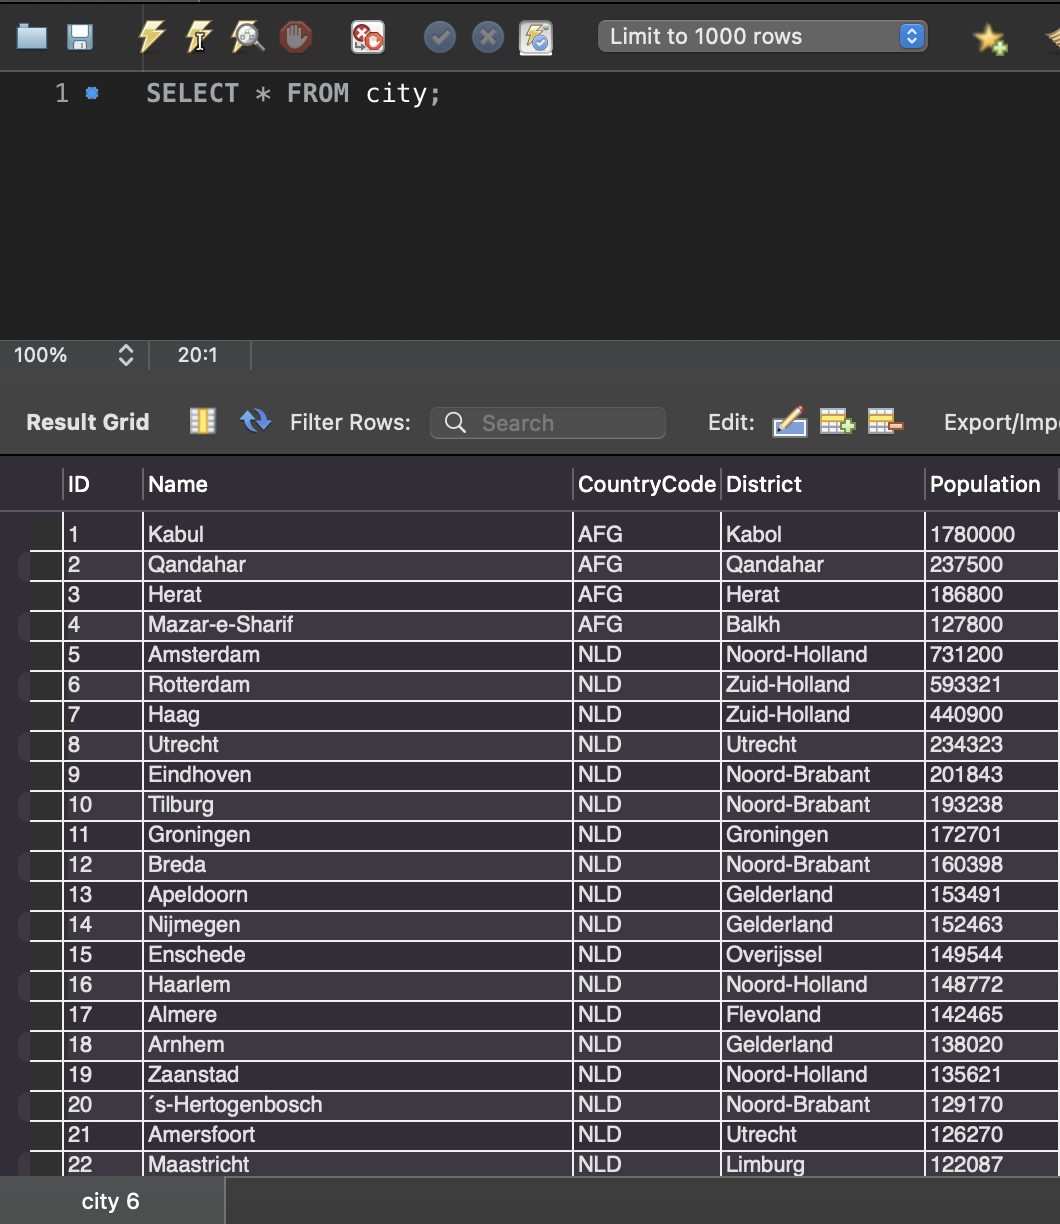 Limit to 1000 rows
1 SELECT * FROM city;
100% 20:1
Result Grid Filter Rows: Search Edit: Export/Imp
ID Name CountryCode District Population
1 Kabul AFG Kabol 1780000
2 Qandahar AFG Qandahar 237500
3 Herat AFG Herat 186800
4 Mazar-e-Sharif AFG Balkh 127800
5 Amsterdam NLD Noord-Holland 731200
6 Rotterdam NLD Zuid-Holland 593321
7 Haag NLD Zuid-Holland 440900
8 Utrecht NLD Utrecht 234323
9 Eindhoven NLD Noord-Brabant 201843
10 Tilburg NLD Noord-Brabant 193238
11 Groningen NLD Groningen 172701
12 Breda NLD Noord-Brabant 160398
13 Apeldoorn NLD Gelderland 153491
14 Nijmegen NLD Gelderland 152463
15 Enschede NLD Overijssel 149544
16 Haarlem NLD Noord-Holland 148772
17 Almere NLD Flevoland 142465
18 Arnhem NLD Gelderland 138020
19 Zaanstad NLD Noord-Holland 135621
20 ´s-Hertogenbosch NLD Noord-Brabant 129170
21 Amersfoort NLD Utrecht 126270
22 Maastricht NLD Limburg 122087
city 6